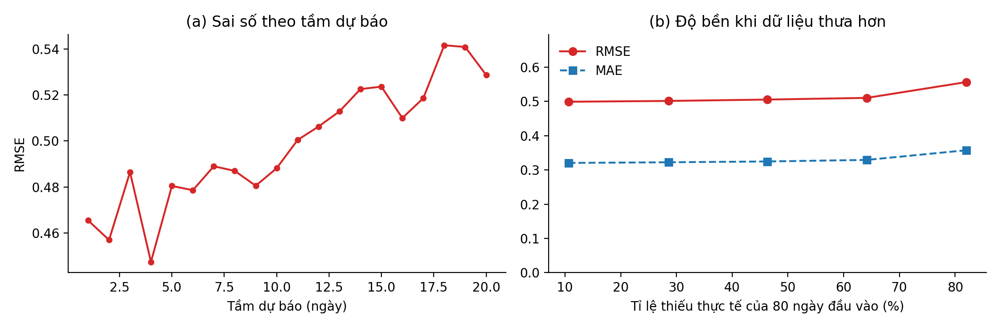 (a) Sai số theo tầm dự báo
RMSE
0.54
0.52
0.50
0.48
0.46
2.5 5.0 7.5 10.0 12.5 15.0 17.5 20.0
Tầm dự báo (ngày)
(b) Độ bền khi dữ liệu thưa hơn
RMSE
MAE
0.6
0.5
0.4
0.3
0.2
0.1
0.0
10 20 30 40 50 60 70 80
Tỉ lệ thiếu thực tế của 80 ngày đầu vào (%)